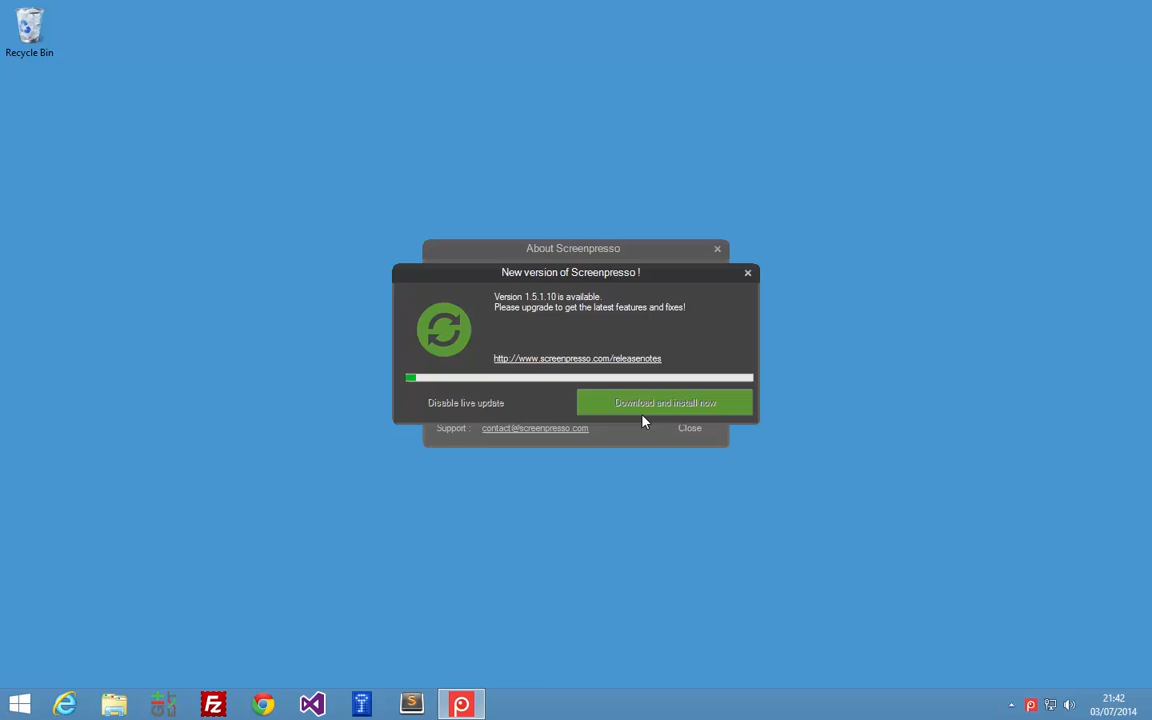 Recycle Bin
About Screenpresso
New version of Screenpresso !
Version 1.5.1.10 is available.
Please upgrade to get the latest features and fixes!
http://www.screenpresso.com/releasenotes
Disable live update
Download and install now
Support : contact@screenpresso.com
Close
21:42
03/07/2014